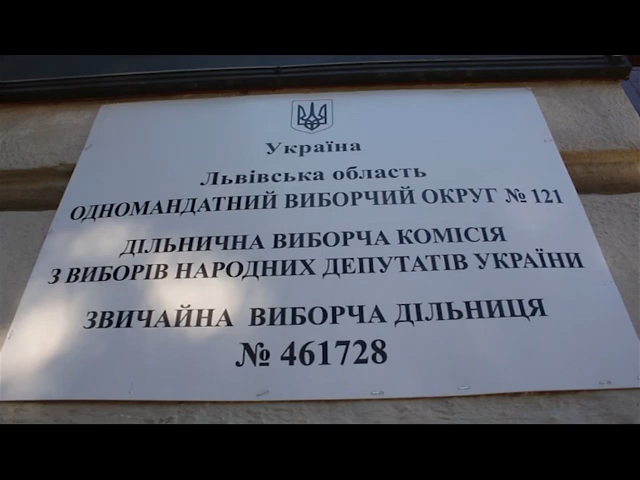 Україна
Львівська область
ОДНОМАНДАТНИЙ ВИБОРЧИЙ ОКРУГ № 121
ДІЛЬНИЧНА ВИБОРЧА КОМІСІЯ
З ВИБОРІВ НАРОДНИХ ДЕПУТАТІВ УКРАЇНИ
ЗВИЧАЙНА ВИБОРЧА ДІЛЬНИЦЯ
№ 461728